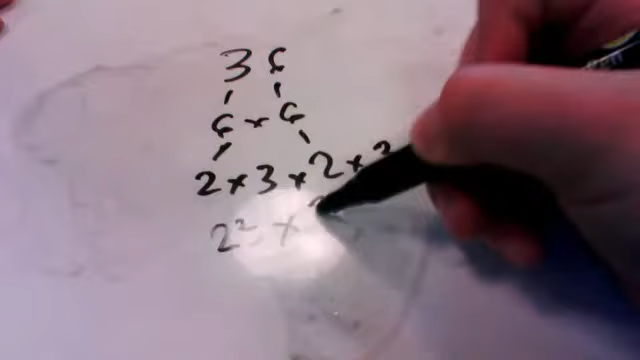 36
6 × 6
2 × 3 × 2 × 3
2² ×